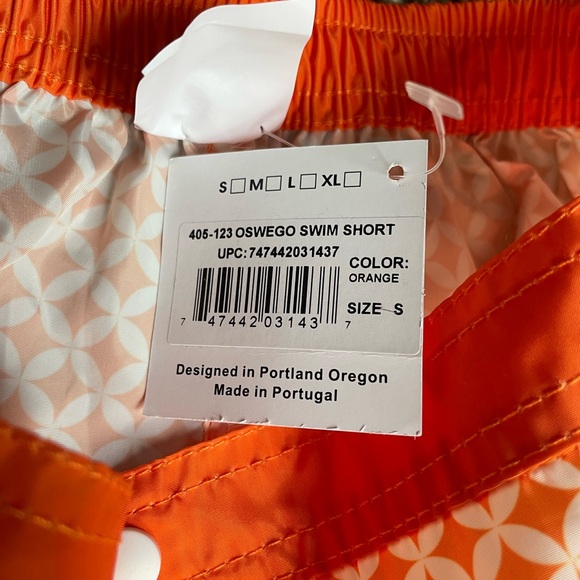 S☐ M☐ L☐ XL☐
405-123 OSWEGO SWIM SHORT
UPC: 747442031437
COLOR:
ORANGE
SIZE S
7 47442 03143 7
Designed in Portland Oregon
Made in Portugal